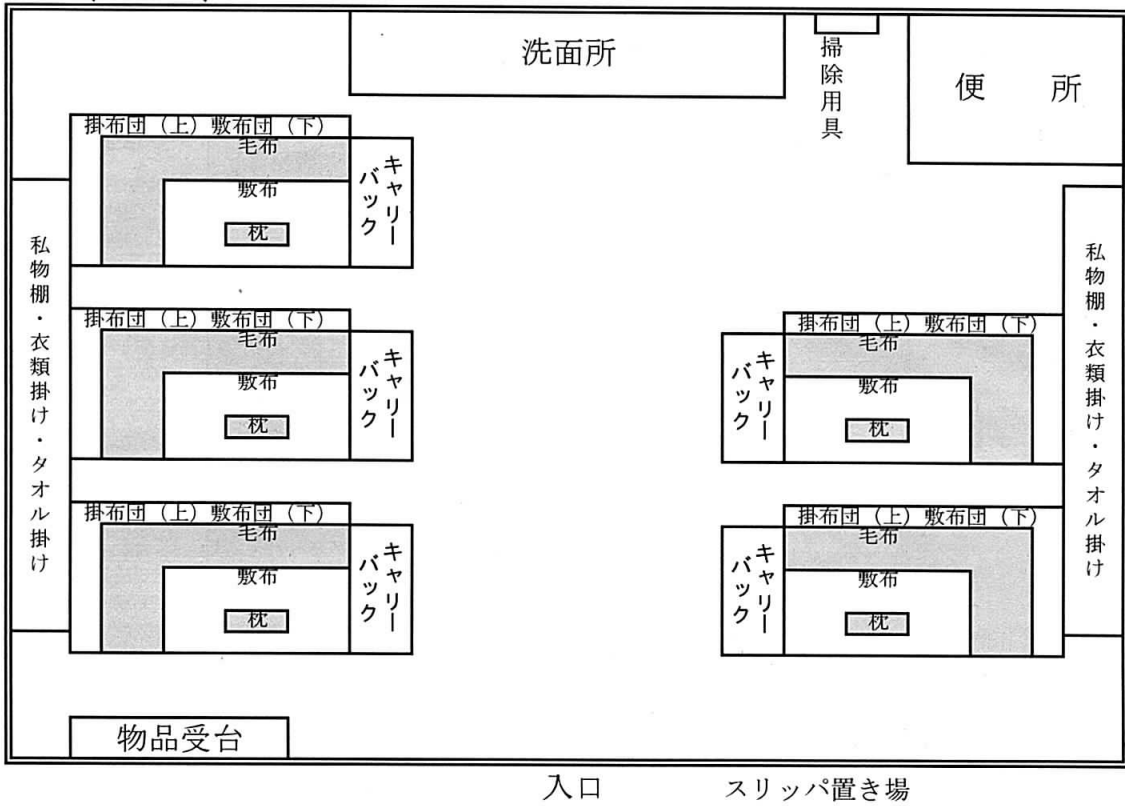 洗面所
掃除用具
便　所
掛布団（上）敷布団（下）
毛布
敷布
枕
キャリー
バック
私物棚・衣類掛け・タオル掛け
掛布団（上）敷布団（下）
毛布
敷布
枕
キャリー
バック
掛布団（上）敷布団（下）
毛布
敷布
枕
キャリー
バック
掛布団（上）敷布団（下）
毛布
敷布
枕
キャリー
バック
掛布団（上）敷布団（下）
毛布
敷布
枕
キャリー
バック
私物棚・衣類掛け・タオル掛け
物品受台
入口
スリッパ置き場